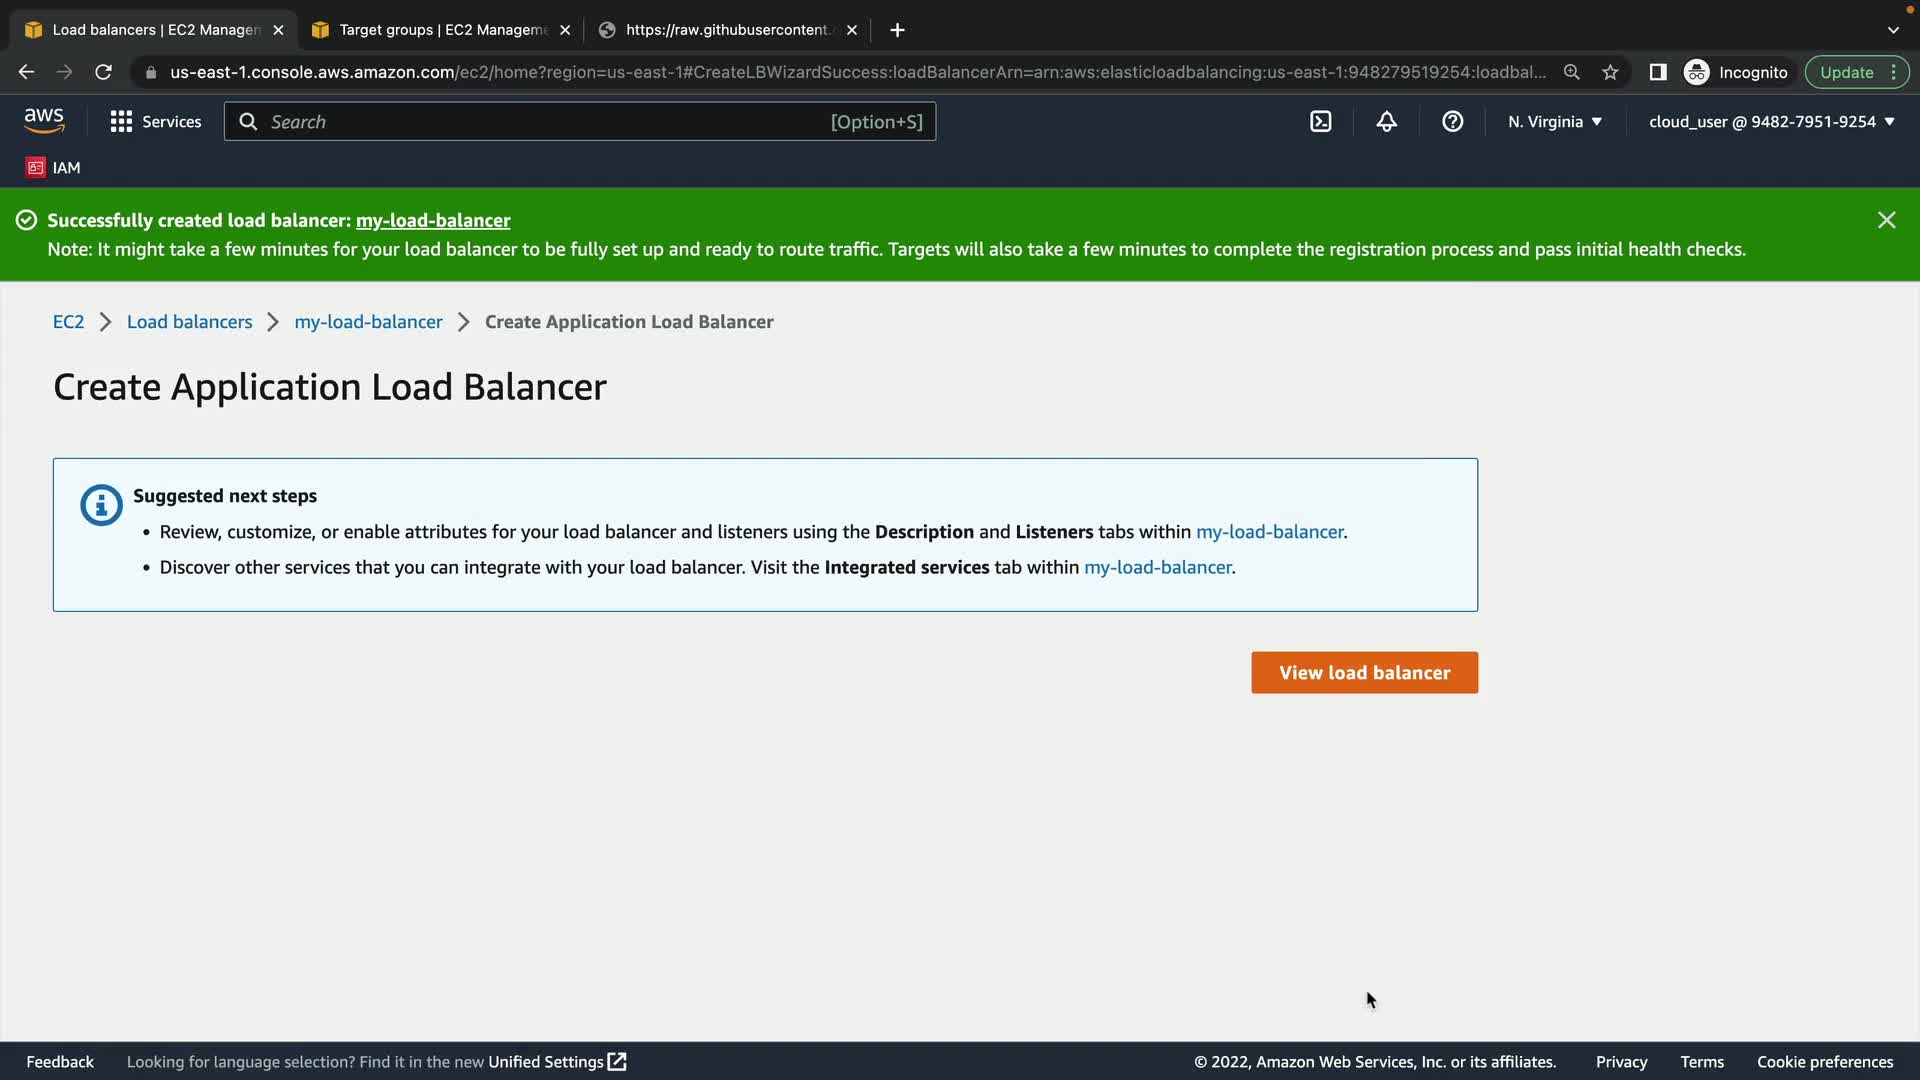 Load balancers | EC2 Managem
Target groups | EC2 Manageme
https://raw.githubusercontent.
us-east-1.console.aws.amazon.com/ec2/home?region=us-east-1#CreateLBWizardSuccess:loadBalancerArn=arn:aws:elasticloadbalancing:us-east-1:948279519254:loadbal...
Incognito
Update
aws
Services
Search
[Option+S]
N. Virginia
cloud_user @ 9482-7951-9254
IAM
Successfully created load balancer: my-load-balancer
Note: It might take a few minutes for your load balancer to be fully set up and ready to route traffic. Targets will also take a few minutes to complete the registration process and pass initial health checks.
EC2 > Load balancers > my-load-balancer > Create Application Load Balancer
Create Application Load Balancer
Suggested next steps
• Review, customize, or enable attributes for your load balancer and listeners using the Description and Listeners tabs within my-load-balancer.
• Discover other services that you can integrate with your load balancer. Visit the Integrated services tab within my-load-balancer.
View load balancer
Feedback
Looking for language selection? Find it in the new Unified Settings
© 2022, Amazon Web Services, Inc. or its affiliates.
Privacy
Terms
Cookie preferences